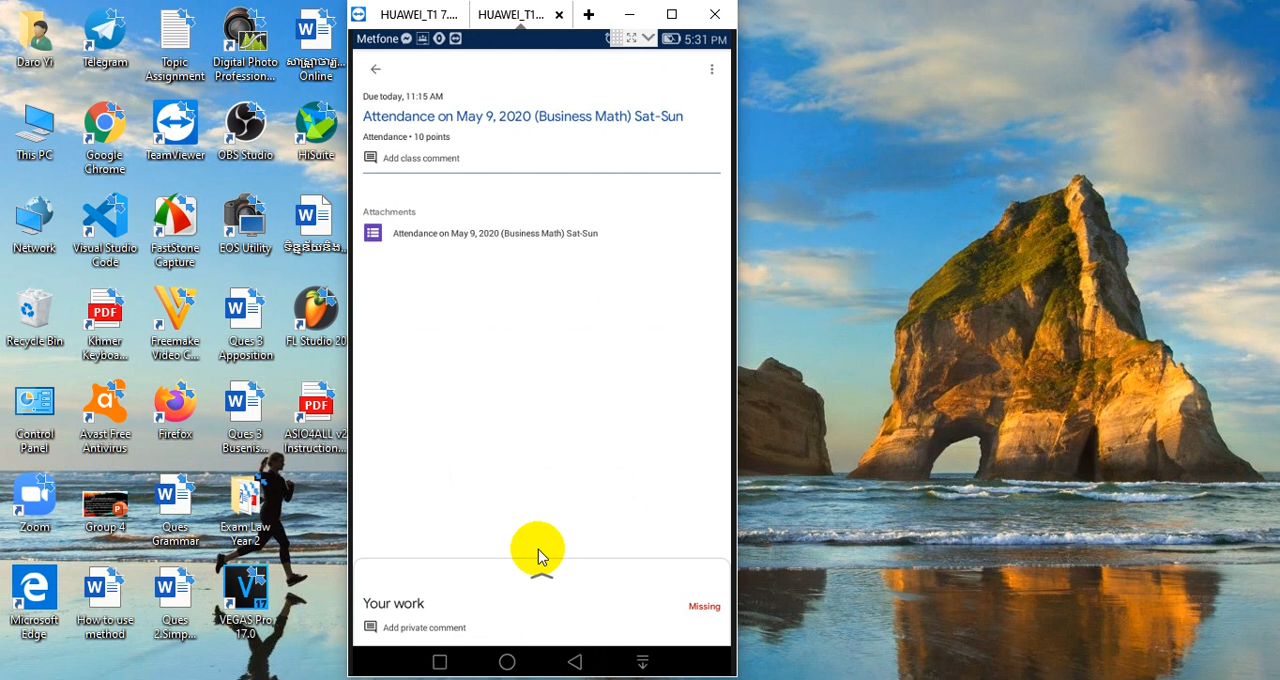 Daro Yi
Telegram
Topic
Assignment
Digital Photo
Profession...
Online
This PC
Google
Chrome
TeamViewer
OBS Studio
HiSuite
Network
Visual Studio
Code
FastStone
Capture
EOS Utility
Recycle Bin
PDF
Khmer
Keyboa...
Freemake
Video C...
Ques 3
Apposition
FL Studio 20
Control
Panel
Avast Free
Antivirus
Firefox
Ques 3
Busenis...
PDF
ASIO4ALL v2
Instruction...
Zoom
Group 4
Ques
Grammar
Exam Law
Year 2
Microsoft
Edge
How to use
method
Ques
2.Simp...
VEGAS Pro
17.0
HUAWEI_T1 7....
HUAWEI_T1...
Metfone
5:31 PM
Due today, 11:15 AM
Attendance on May 9, 2020 (Business Math) Sat-Sun
Attendance • 10 points
Add class comment
Attachments
Attendance on May 9, 2020 (Business Math) Sat-Sun
Your work
Missing
Add private comment